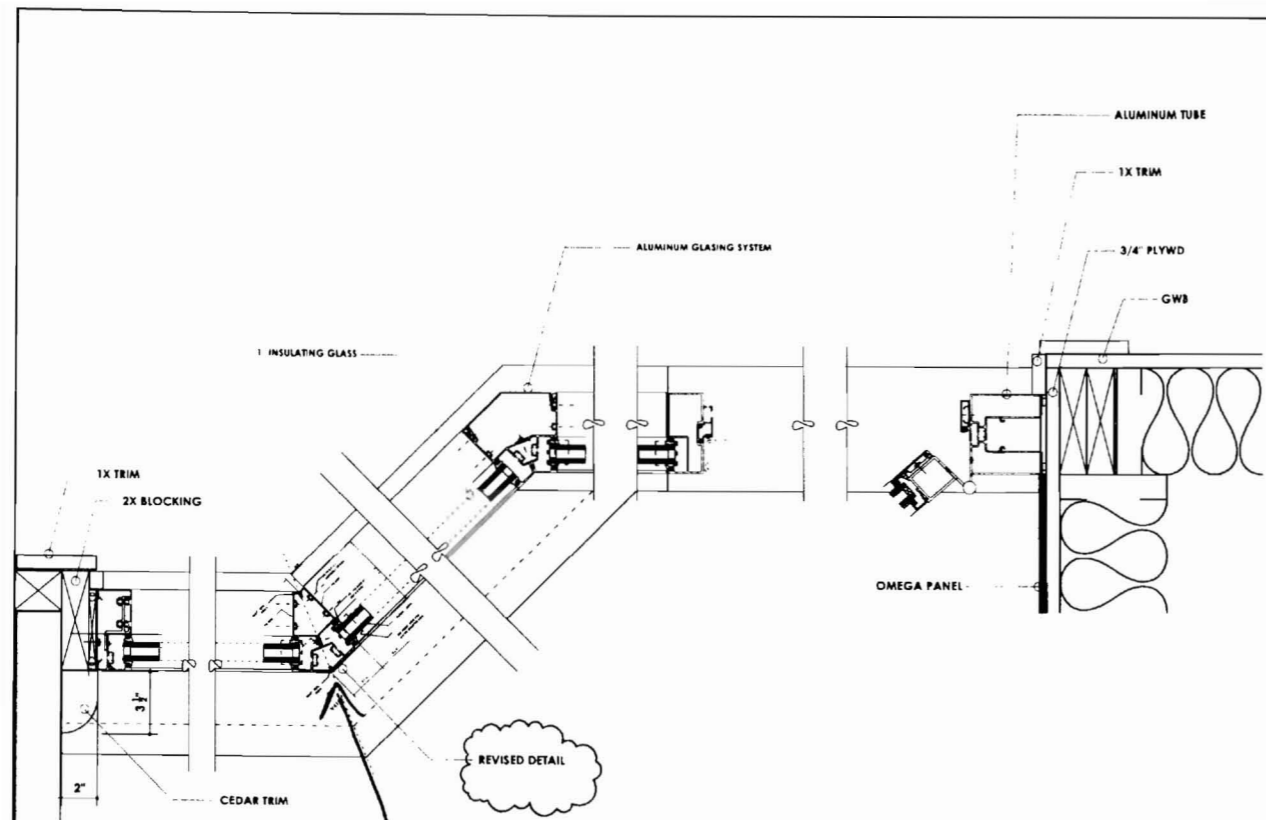 ALUMINUM TUBE
1X TRIM
ALUMINUM GLASING SYSTEM
3/4" PLYWD
GWB
1 INSULATING GLASS
1X TRIM
2X BLOCKING
OMEGA PANEL
3 1/2"
REVISED DETAIL
2"
CEDAR TRIM